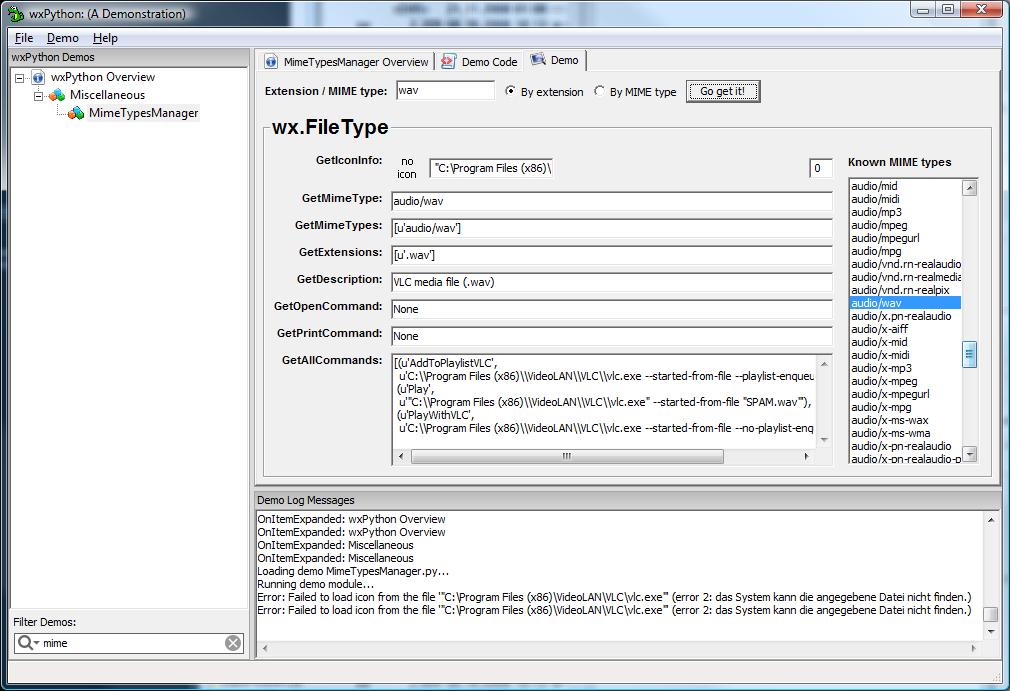 wxPython: (A Demonstration)
File Demo Help
wxPython Demos
wxPython Overview
Miscellaneous
MimeTypesManager
Filter Demos:
mime
MimeTypesManager Overview Demo Code Demo
Extension / MIME type: wav By extension By MIME type Go get it!
wx.FileType
GetIconInfo: no icon "C:\Program Files (x86)\ 0
GetMimeType: audio/wav
GetMimeTypes: [u'audio/wav']
GetExtensions: [u'.wav']
GetDescription: VLC media file (.wav)
GetOpenCommand: None
GetPrintCommand: None
GetAllCommands: [(u'AddToPlaylistVLC',
u'C:\\Program Files (x86)\\VideoLAN\\VLC\\vlc.exe --started-from-file --playlist-enqueu
(u'Play',
u'"C:\\Program Files (x86)\\VideoLAN\\VLC\\vlc.exe" --started-from-file "SPAM.wav"'),
(u'PlayWithVLC',
u'C:\\Program Files (x86)\\VideoLAN\\VLC\\vlc.exe --started-from-file --no-playlist-enq
Known MIME types
audio/mid
audio/midi
audio/mp3
audio/mpeg
audio/mpegurl
audio/mpg
audio/vnd.rn-realaudio
audio/vnd.rn-realmedia
audio/vnd.rn-realpix
audio/wav
audio/x.pn-realaudio
audio/x-aiff
audio/x-mid
audio/x-midi
audio/x-mp3
audio/x-mpeg
audio/x-mpegurl
audio/x-mpg
audio/x-ms-wax
audio/x-ms-wma
audio/x-pn-realaudio
audio/x-pn-realaudio-p
Demo Log Messages
OnItemExpanded: wxPython Overview
OnItemExpanded: wxPython Overview
OnItemExpanded: Miscellaneous
OnItemExpanded: Miscellaneous
Loading demo MimeTypesManager.py...
Running demo module...
Error: Failed to load icon from the file '"C:\Program Files (x86)\VideoLAN\VLC\vlc.exe"' (error 2: das System kann die angegebene Datei nicht finden.)
Error: Failed to load icon from the file '"C:\Program Files (x86)\VideoLAN\VLC\vlc.exe"' (error 2: das System kann die angegebene Datei nicht finden.)